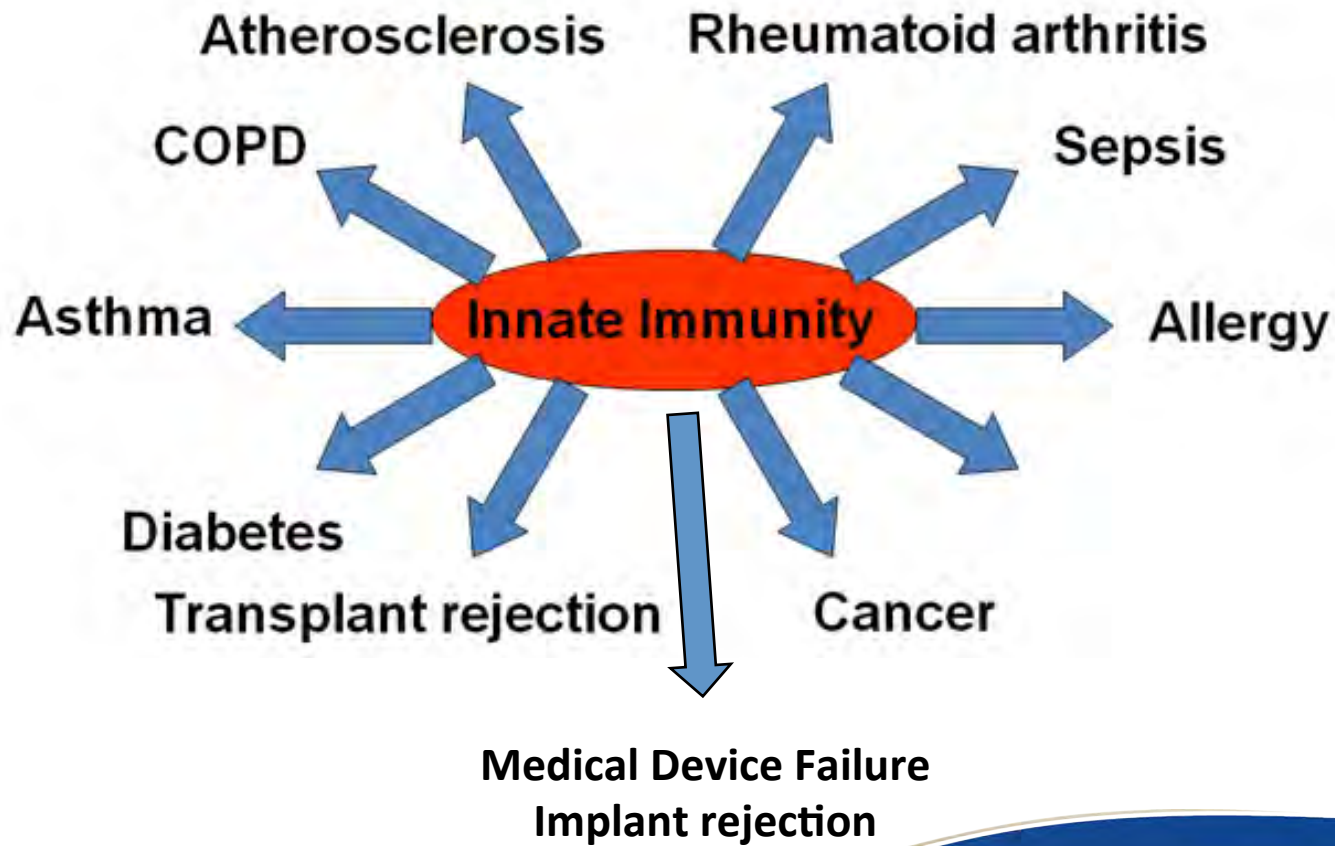 Atherosclerosis
Rheumatoid arthritis
COPD
Sepsis
Asthma
Innate Immunity
Allergy
Diabetes
Transplant rejection
Cancer
Medical Device Failure
Implant rejection